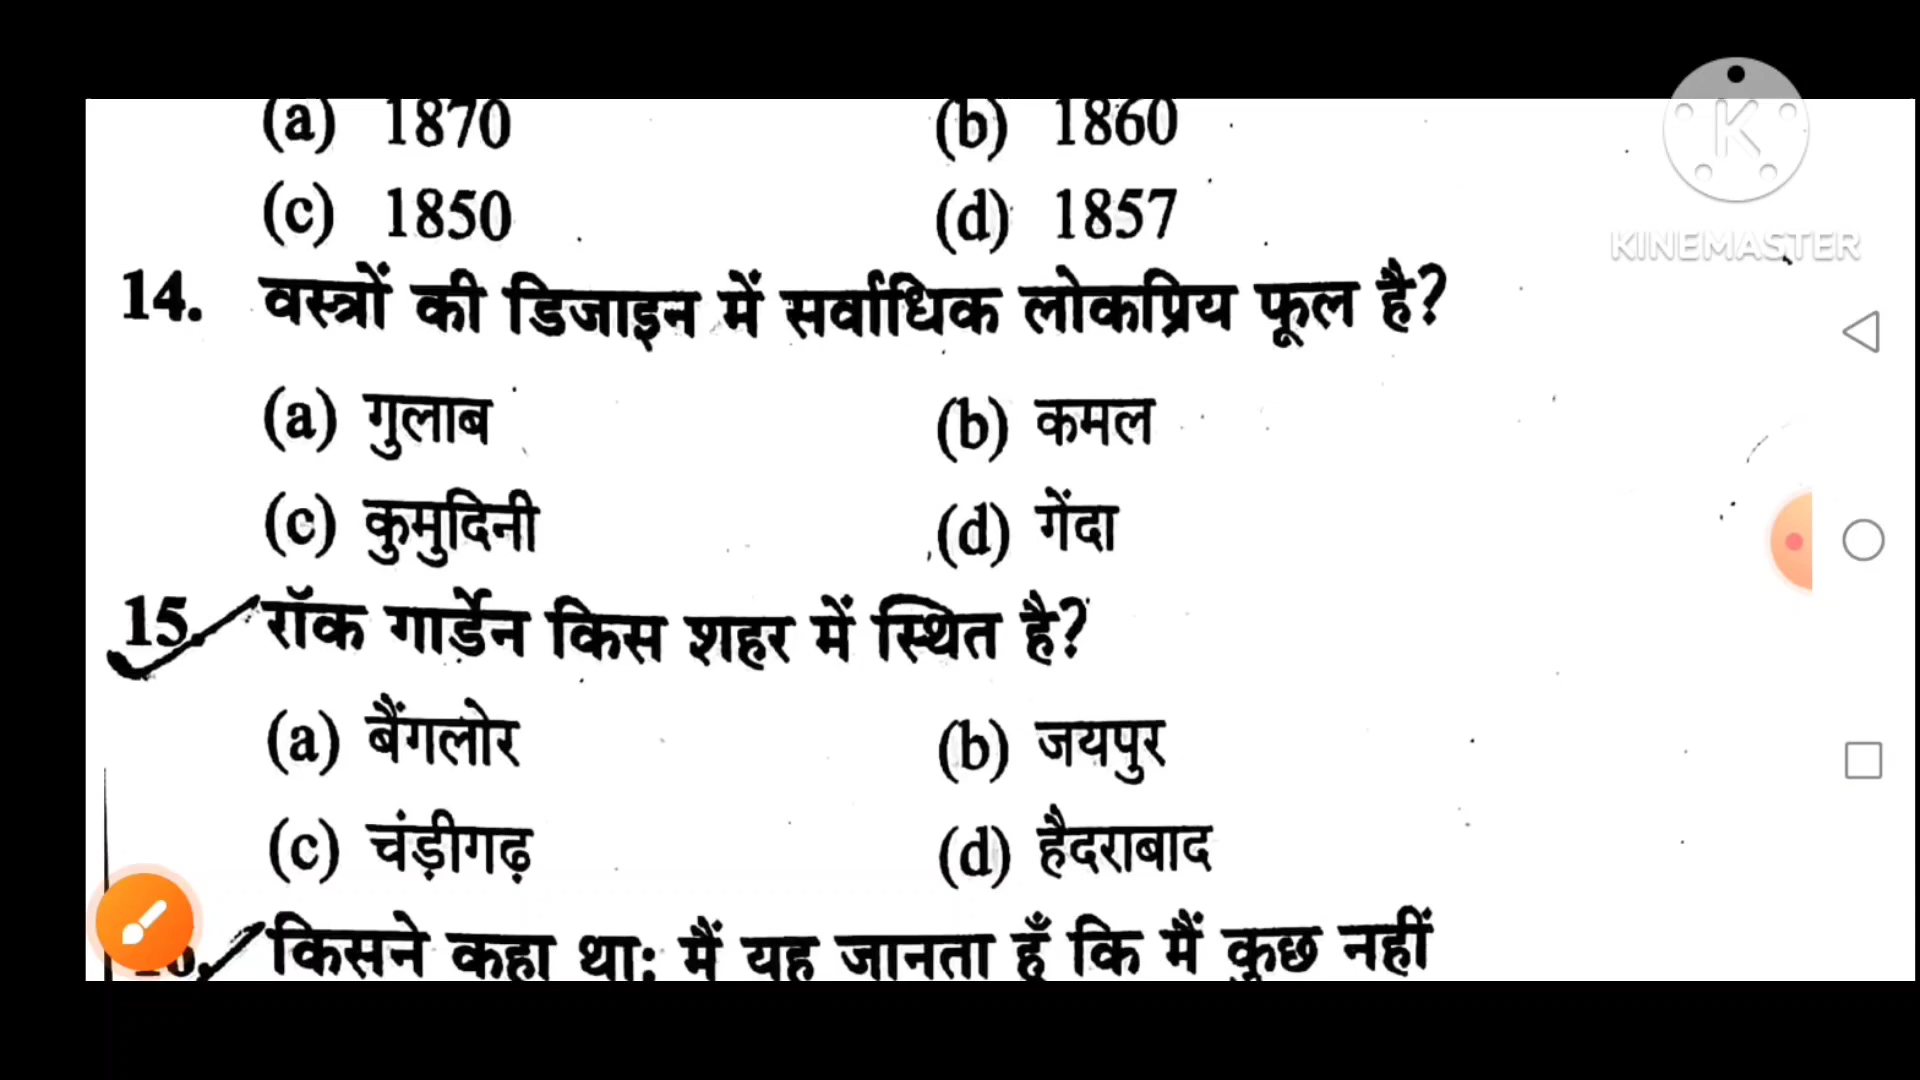 (a) 1870 (b) 1860
(c) 1850 (d) 1857
KINEMASTER
14. वस्त्रों की डिजाइन में सर्वाधिक लोकप्रिय फूल है?
(a) गुलाब (b) कमल
(c) कुमुदिनी (d) गेंदा
15. रॉक गार्डेन किस शहर में स्थित है?
(a) बैंगलोर (b) जयपुर
(c) चंड़ीगढ़ (d) हैदराबाद
किसने कहा था: मैं यह जानता हूँ कि मैं कुछ नहीं